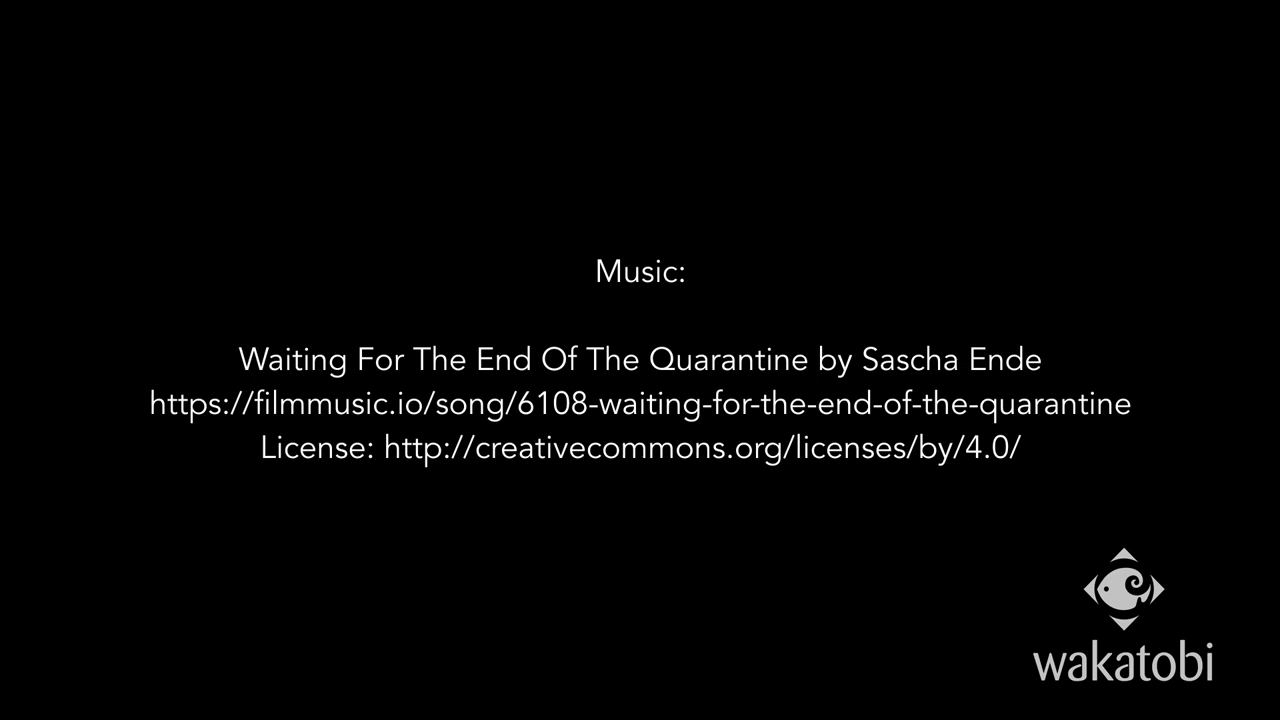 Music:
Waiting For The End Of The Quarantine by Sascha Ende
https://filmmusic.io/song/6108-waiting-for-the-end-of-the-quarantine
License: http://creativecommons.org/licenses/by/4.0/
wakatobi